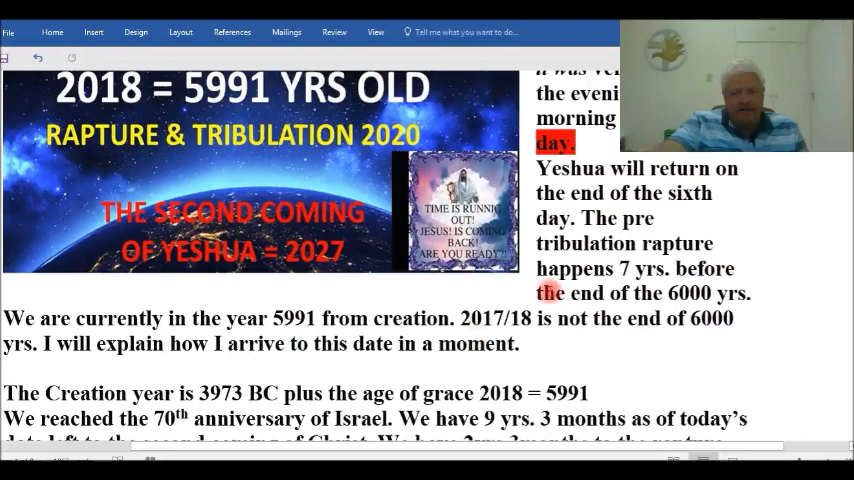 File Home Insert Design Layout References Mailings Review View Tell me what you want to do...
2018 = 5991 YRS OLD
RAPTURE & TRIBULATION 2020
THE SECOND COMING
OF YESHUA = 2027
TIME IS RUNNIG
OUT!
JESUS! IS COMING
BACK!
ARE YOU READY?!
the eveni
morning
day.
Yeshua will return on
the end of the sixth
day. The pre
tribulation rapture
happens 7 yrs. before
the end of the 6000 yrs.
We are currently in the year 5991 from creation. 2017/18 is not the end of 6000
yrs. I will explain how I arrive to this date in a moment.
The Creation year is 3973 BC plus the age of grace 2018 = 5991
We reached the 70th anniversary of Israel. We have 9 yrs. 3 months as of today's